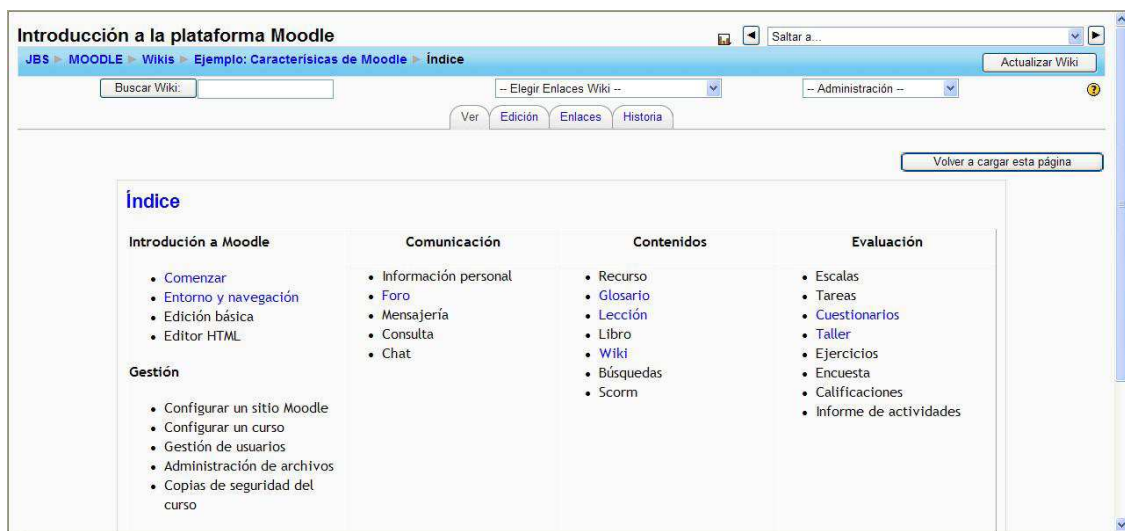 Introducción a la plataforma Moodle
Saltar a...
JBS MOODLE Wikis Ejemplo: Caracterísicas de Moodle Índice
Actualizar Wiki
Buscar Wiki:
-- Elegir Enlaces Wiki --
-- Administración --
Ver Edición Enlaces Historia
Volver a cargar esta página
Índice
Introdución a Moodle
Comenzar
Entorno y navegación
Edición básica
Editor HTML
Gestión
Configurar un sitio Moodle
Configurar un curso
Gestión de usuarios
Administración de archivos
Copias de seguridad del
curso
Comunicación
Información personal
Foro
Mensajería
Consulta
Chat
Contenidos
Recurso
Glosario
Lección
Libro
Wiki
Búsquedas
Scorm
Evaluación
Escalas
Tareas
Cuestionarios
Taller
Ejercicios
Encuesta
Calificaciones
Informe de actividades